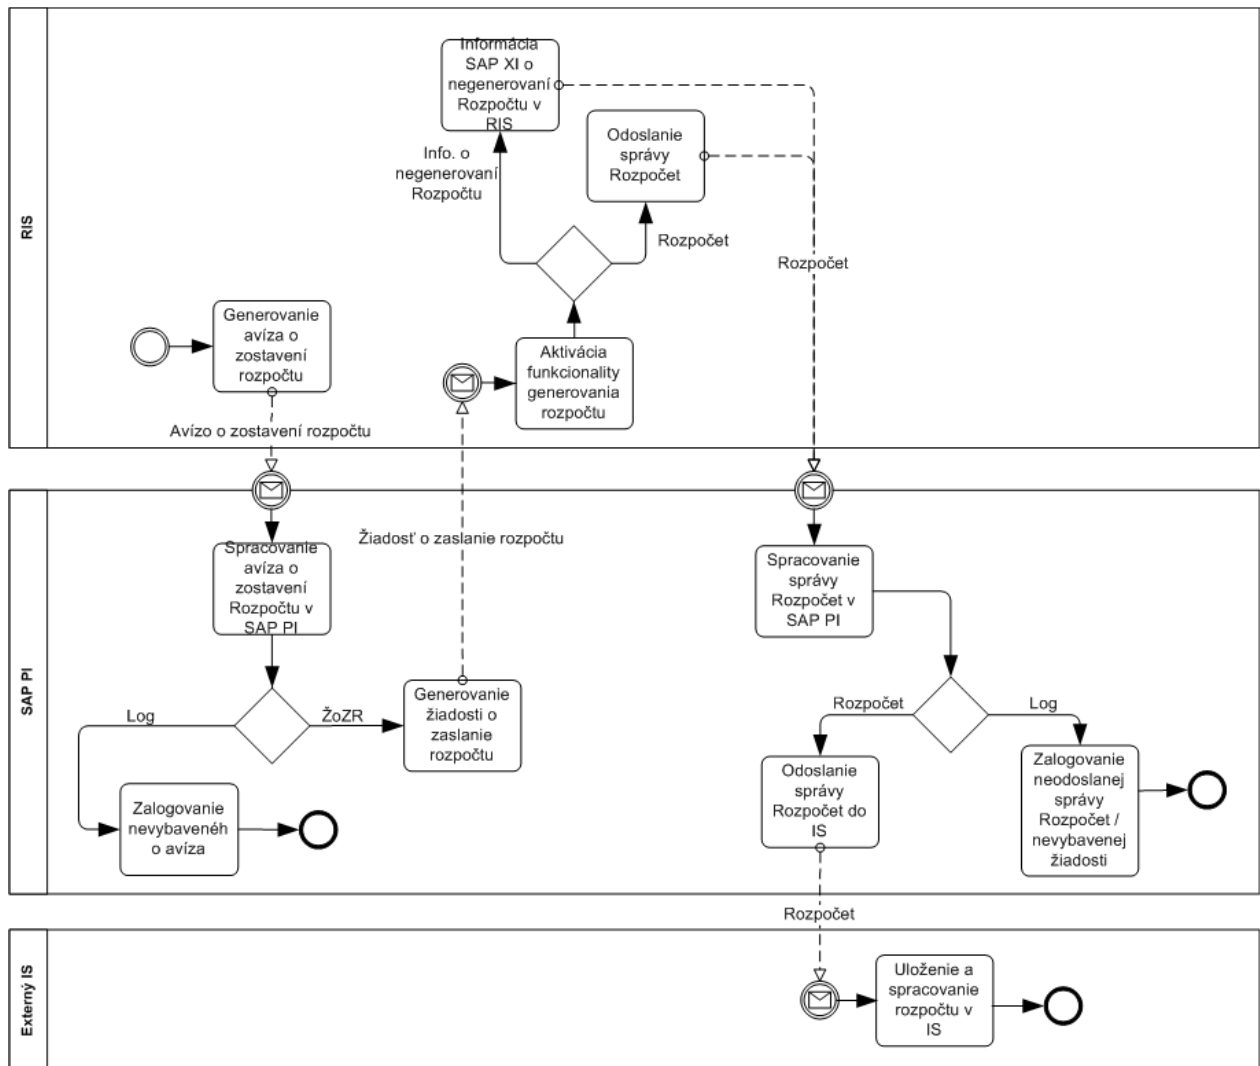 RIS
Informácia
SAP XI o
negenerovaní
Rozpočtu v
RIS
Odoslanie
správy
Rozpočet
Info. o
negenerovaní
Rozpočtu
Rozpočet
Rozpočet
Generovanie
avíza o
zostavení
rozpočtu
Aktivácia
funkcionality
generovania
rozpočtu
Avízo o zostavení rozpočtu
SAP PI
Žiadosť o zaslanie rozpočtu
Spracovanie
avíza o
zostavení
Rozpočtu v
SAP PI
Spracovanie
správy
Rozpočet v
SAP PI
Log
ŽoZR
Generovanie
žiadosti o
zaslanie
rozpočtu
Rozpočet
Log
Zalogovanie
nevybavenéh
o avíza
Odoslanie
správy
Rozpočet do
IS
Zalogovanie
neodoslanej
správy
Rozpočet /
nevybavenej
žiadosti
Rozpočet
Externý IS
Uloženie a
spracovanie
rozpočtu v
IS